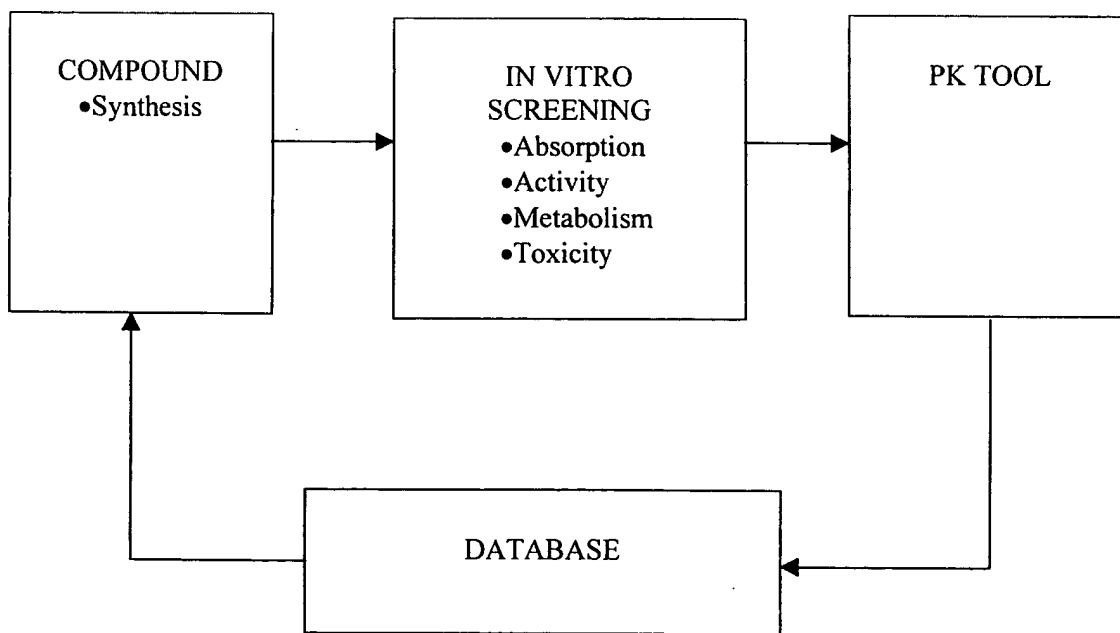 COMPOUND
•Synthesis
IN VITRO
SCREENING
•Absorption
•Activity
•Metabolism
•Toxicity
PK TOOL
DATABASE